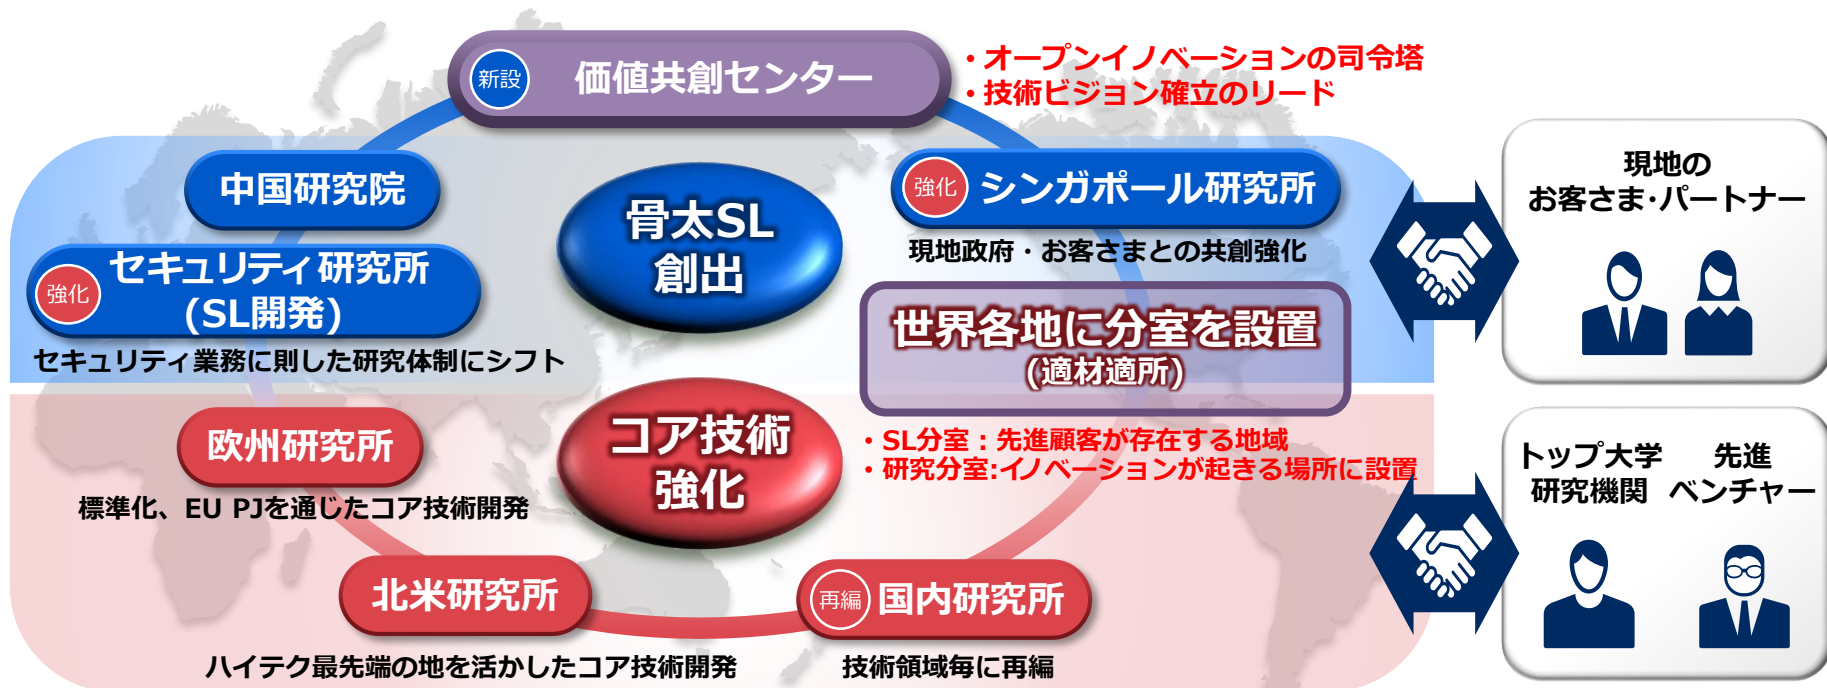 新設 価値共創センター
・オープンイノベーションの司令塔
・技術ビジョン確立のリード
中国研究院
強化 セキュリティ研究所
(SL開発)
セキュリティ業務に則した研究体制にシフト
骨太SL
創出
強化 シンガポール研究所
現地政府・お客さまとの共創強化
世界各地に分室を設置
(適材適所)
・SL分室:先進顧客が存在する地域
・研究分室:イノベーションが起きる場所に設置
コア技術
強化
欧州研究所
標準化、EU PJを通じたコア技術開発
北米研究所
ハイテク最先端の地を活かしたコア技術開発
再編 国内研究所
技術領域毎に再編
現地の
お客さま・パートナー
トップ大学
研究機関
先進
ベンチャー